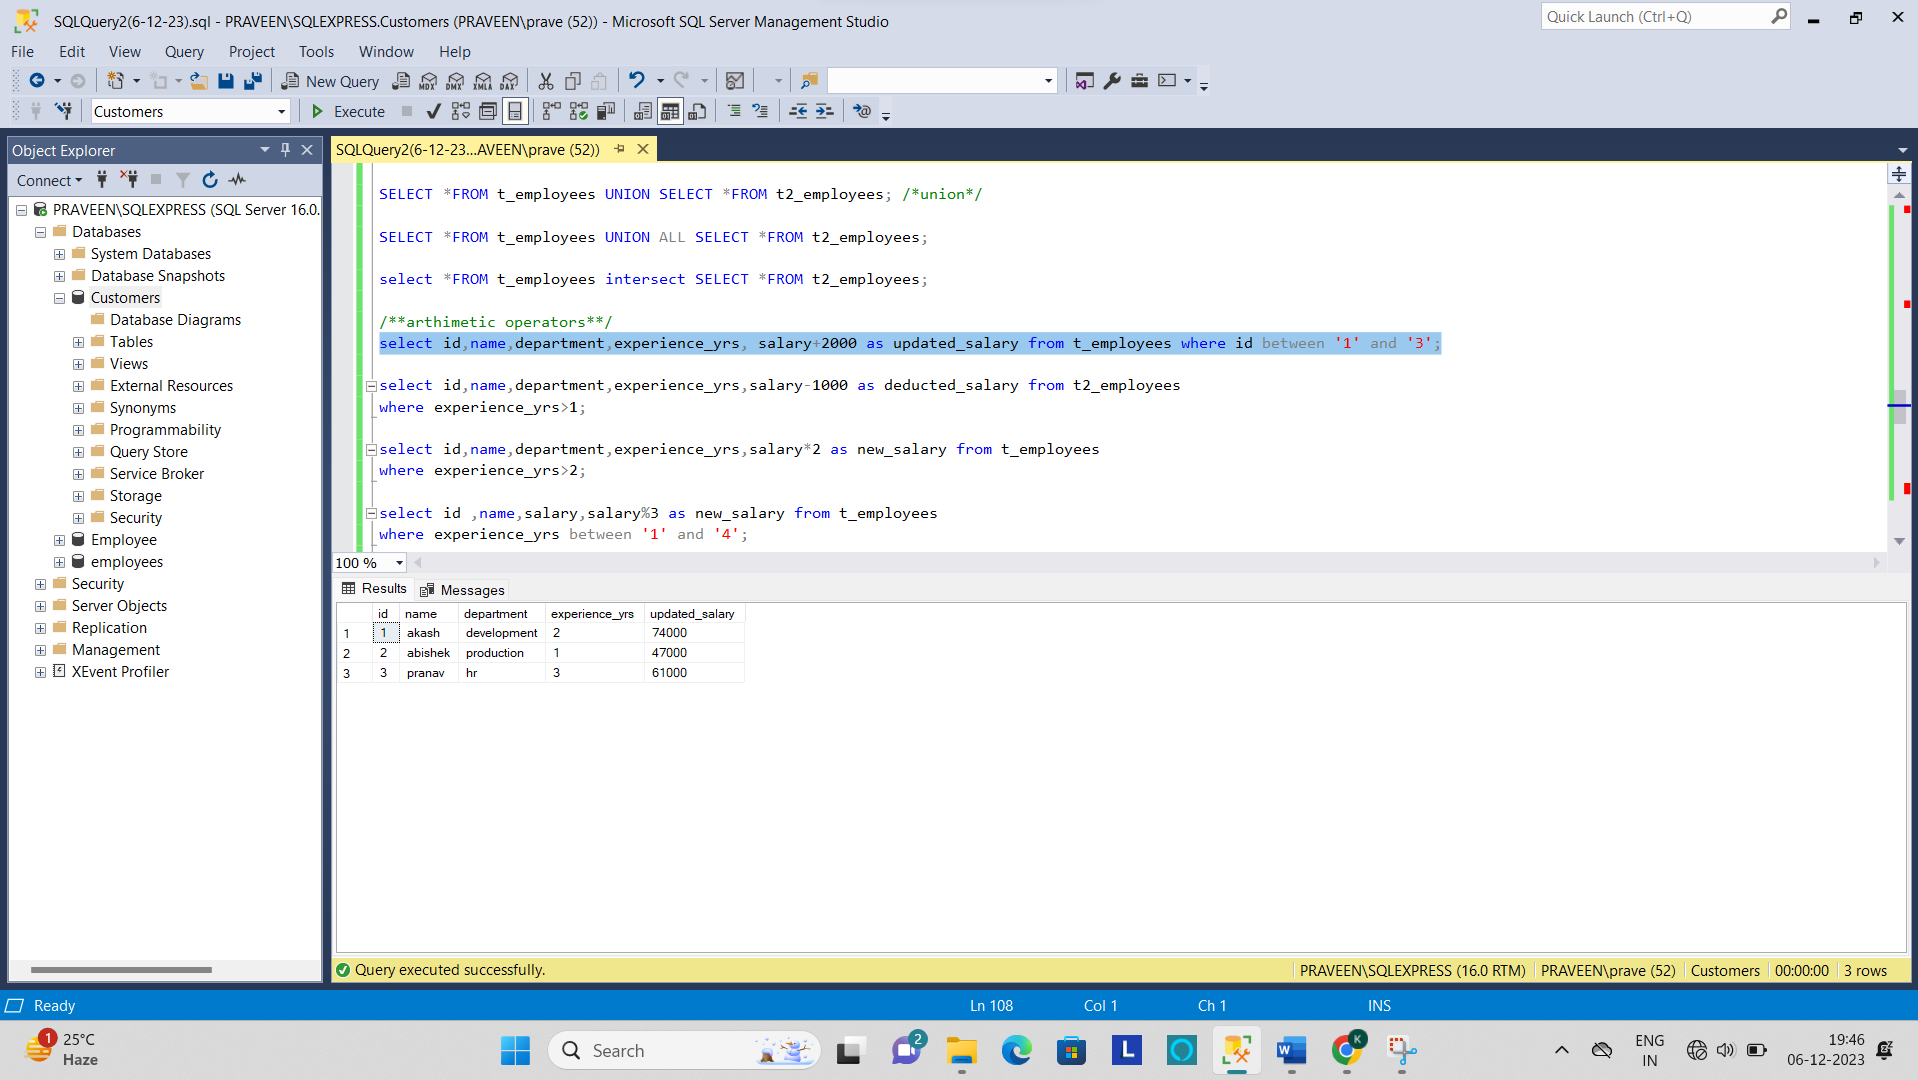 SQLQuery2(6-12-23).sql - PRAVEEN\SQLEXPRESS.Customers (PRAVEEN\prave (52)) - Microsoft SQL Server Management Studio
Quick Launch (Ctrl+Q)
File Edit View Query Project Tools Window Help
New Query MDX DMX XMLA DAX
Customers Execute
Object Explorer
SQLQuery2(6-12-23...AVEEN\prave (52))
Connect
PRAVEEN\SQLEXPRESS (SQL Server 16.0.
Databases
System Databases
Database Snapshots
Customers
Database Diagrams
Tables
Views
External Resources
Synonyms
Programmability
Query Store
Service Broker
Storage
Security
Employee
employees
Security
Server Objects
Replication
Management
XEvent Profiler
SELECT *FROM t_employees UNION SELECT *FROM t2_employees; /*union*/
SELECT *FROM t_employees UNION ALL SELECT *FROM t2_employees;
select *FROM t_employees intersect SELECT *FROM t2_employees;
/**arthimetic operators**/
select id,name,department,experience_yrs, salary+2000 as updated_salary from t_employees where id between '1' and '3';
select id,name,department,experience_yrs,salary-1000 as deducted_salary from t2_employees
where experience_yrs>1;
select id,name,department,experience_yrs,salary*2 as new_salary from t_employees
where experience_yrs>2;
select id ,name,salary,salary%3 as new_salary from t_employees
where experience_yrs between '1' and '4';
100 %
Results Messages
id name department experience_yrs updated_salary
1 1 akash development 2 74000
2 2 abishek production 1 47000
3 3 pranav hr 3 61000
Query executed successfully. PRAVEEN\SQLEXPRESS (16.0 RTM) PRAVEEN\prave (52) Customers 00:00:00 3 rows
Ready Ln 108 Col 1 Ch 1 INS
1 25°C
Haze
Search
2
L
W
K
ENG
IN
19:46
06-12-2023